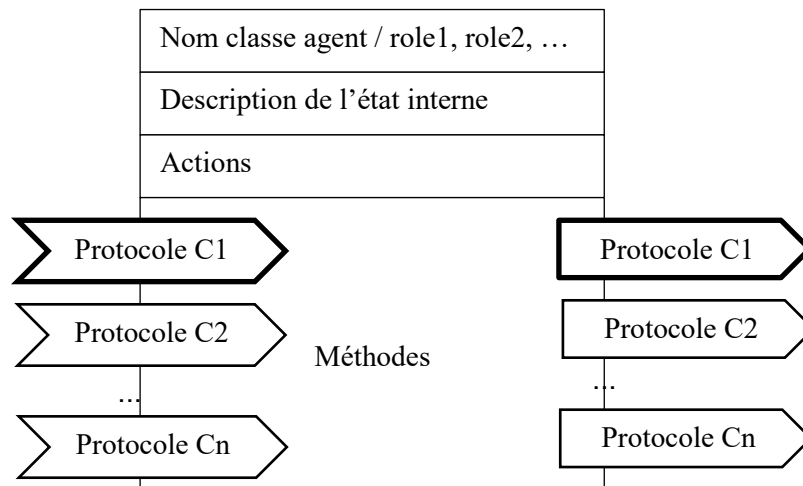 Nom classe agent / role1, role2, …
Description de l’état interne
Actions
Protocole C1
Protocole C1
Protocole C2
Protocole C2
Méthodes
...
...
Protocole Cn
Protocole Cn